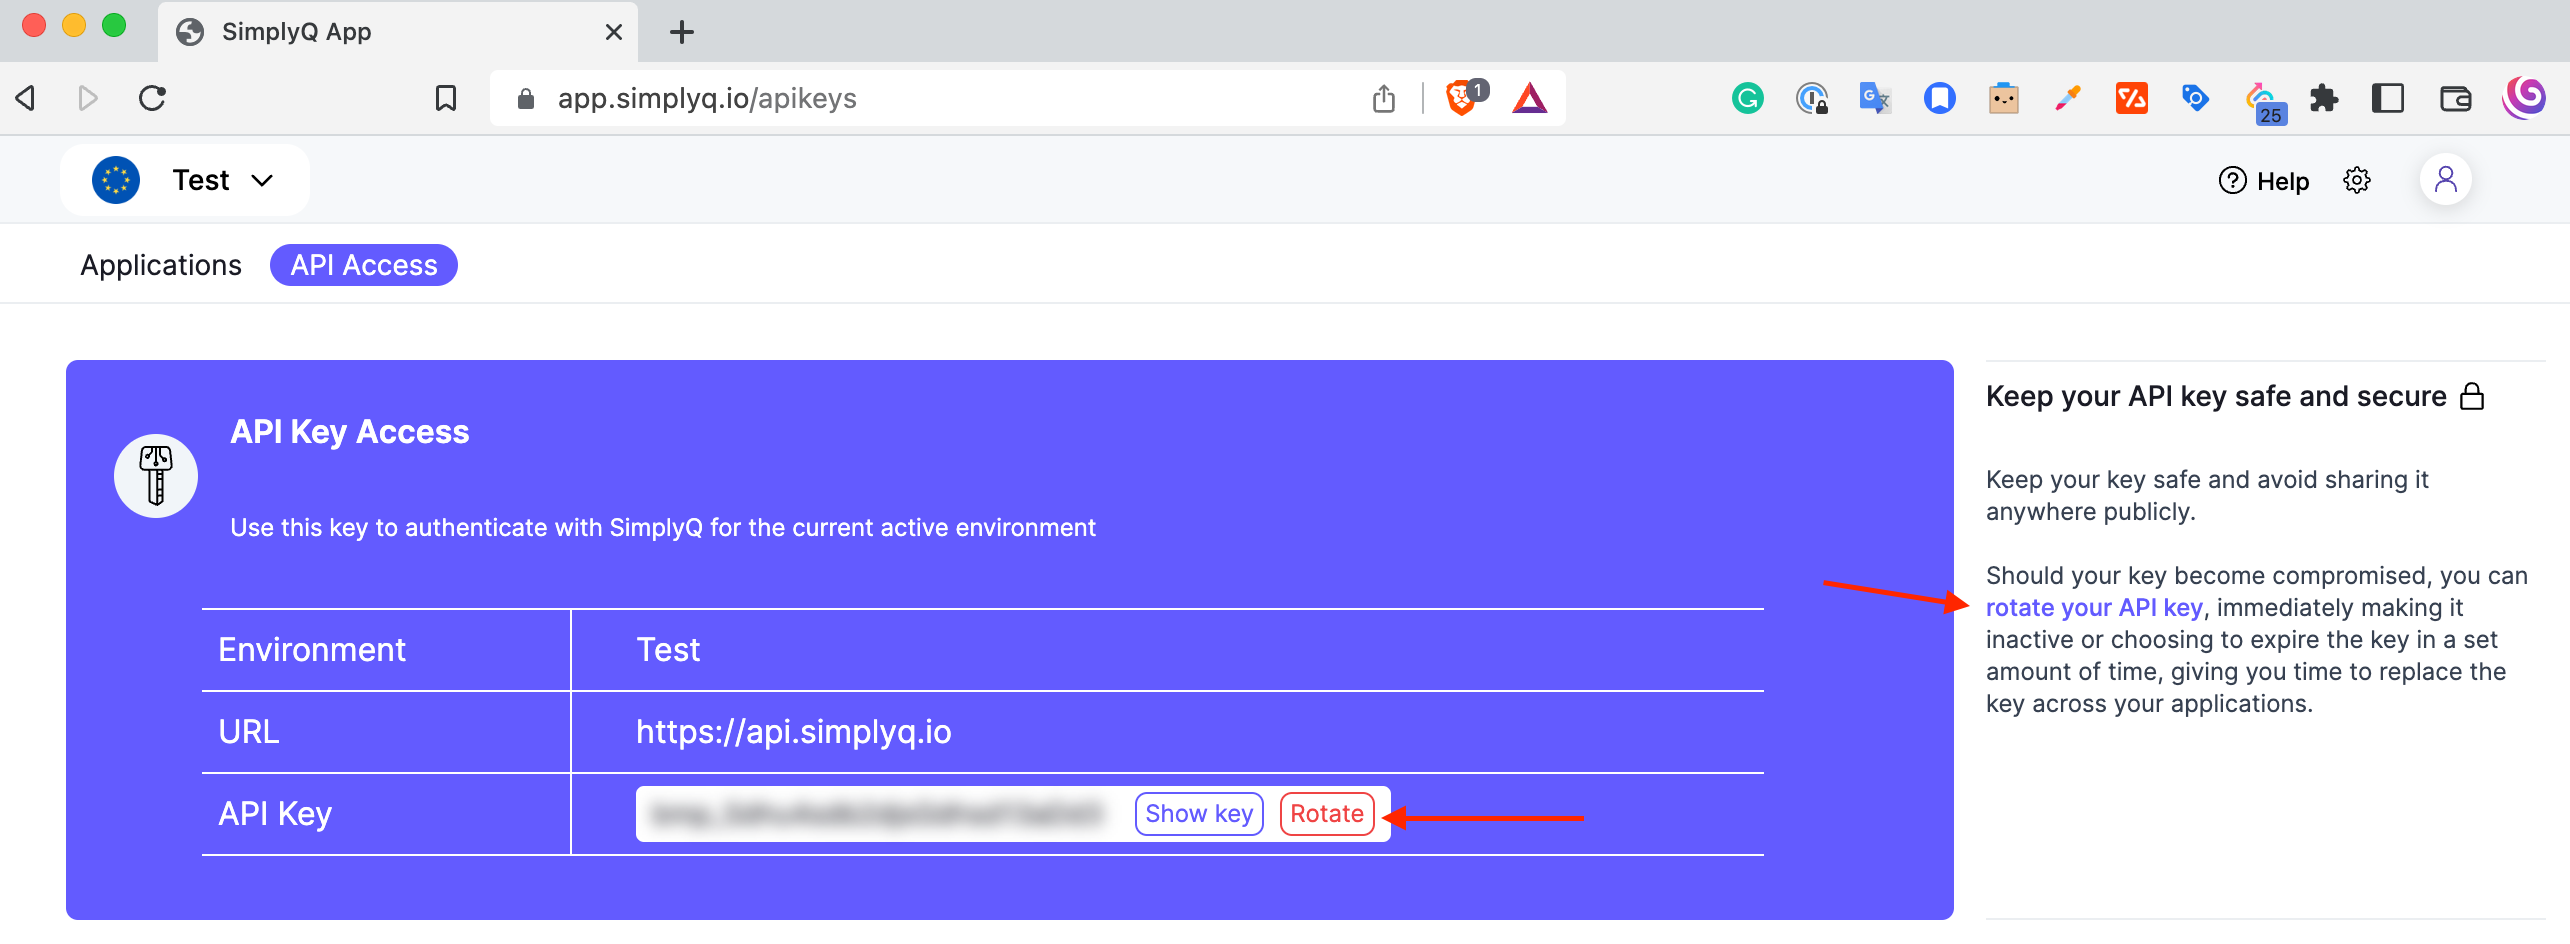 SimplyQ App
app.simplyq.io/apikeys
1
25
Test
Help
Applications
API Access
API Key Access
Use this key to authenticate with SimplyQ for the current active environment
Environment
Test
URL
https://api.simplyq.io
API Key
Show key
Rotate
Keep your API key safe and secure
Keep your key safe and avoid sharing it
anywhere publicly.
Should your key become compromised, you can
rotate your API key, immediately making it
inactive or choosing to expire the key in a set
amount of time, giving you time to replace the
key across your applications.